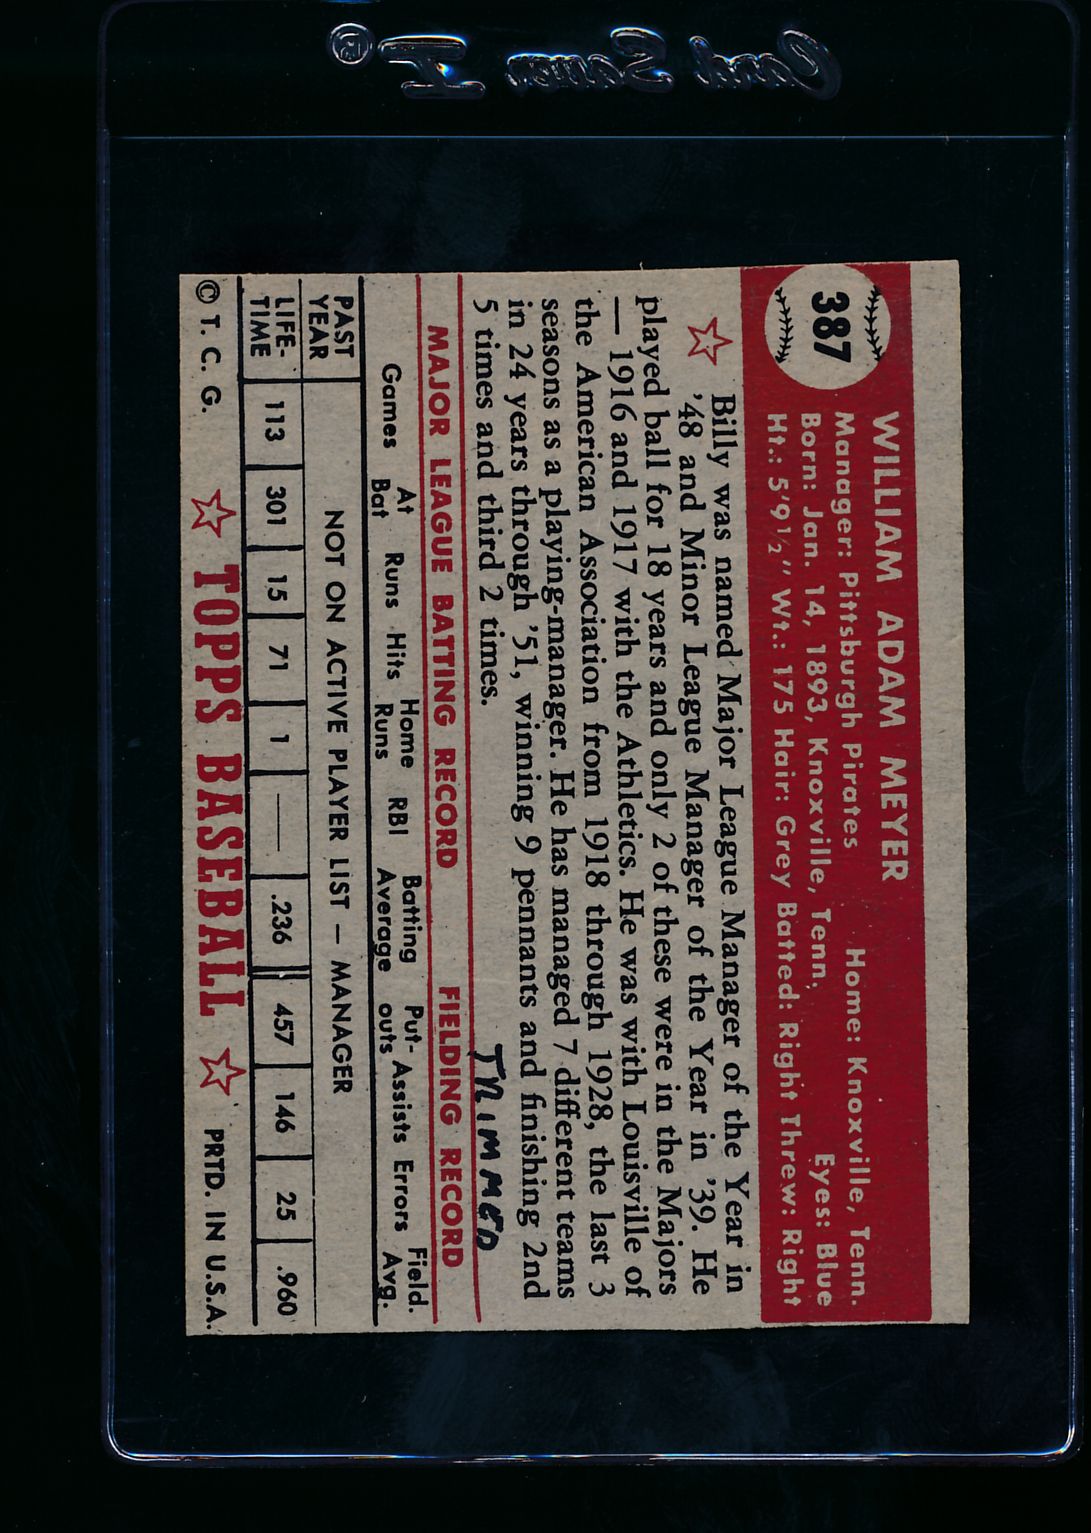 Card Saver I®
387
WILLIAM ADAM MEYER
Manager: Pittsburgh Pirates Home: Knoxville, Tenn.
Born: Jan. 14, 1893, Knoxville, Tenn, Eyes: Blue
Ht.: 5'9½" Wt.: 175 Hair: Grey Batted: Right Threw: Right
Billy was named Major League Manager of the Year in
'48 and Minor League Manager of the Year in '39. He
played ball for 18 years and only 2 of these were in the Majors
— 1916 and 1917 with the Athletics. He was with Louisville of
the American Association from 1918 through 1928, the last 3
seasons as a playing-manager. He has managed 7 different teams
in 24 years through '51, winning 9 pennants and finishing 2nd
5 times and third 2 times.
TRIMMED
MAJOR LEAGUE BATTING RECORD FIELDING RECORD
Games At Bat Runs Hits Home Runs RBI Batting Average Put-outs Assists Errors Field. Avg.
PAST YEAR NOT ON ACTIVE PLAYER LIST — MANAGER
LIFE-TIME 113 301 15 71 1 — .236 457 146 25 .960
© T. C. G. TOPPS BASEBALL PRTD. IN U.S.A.